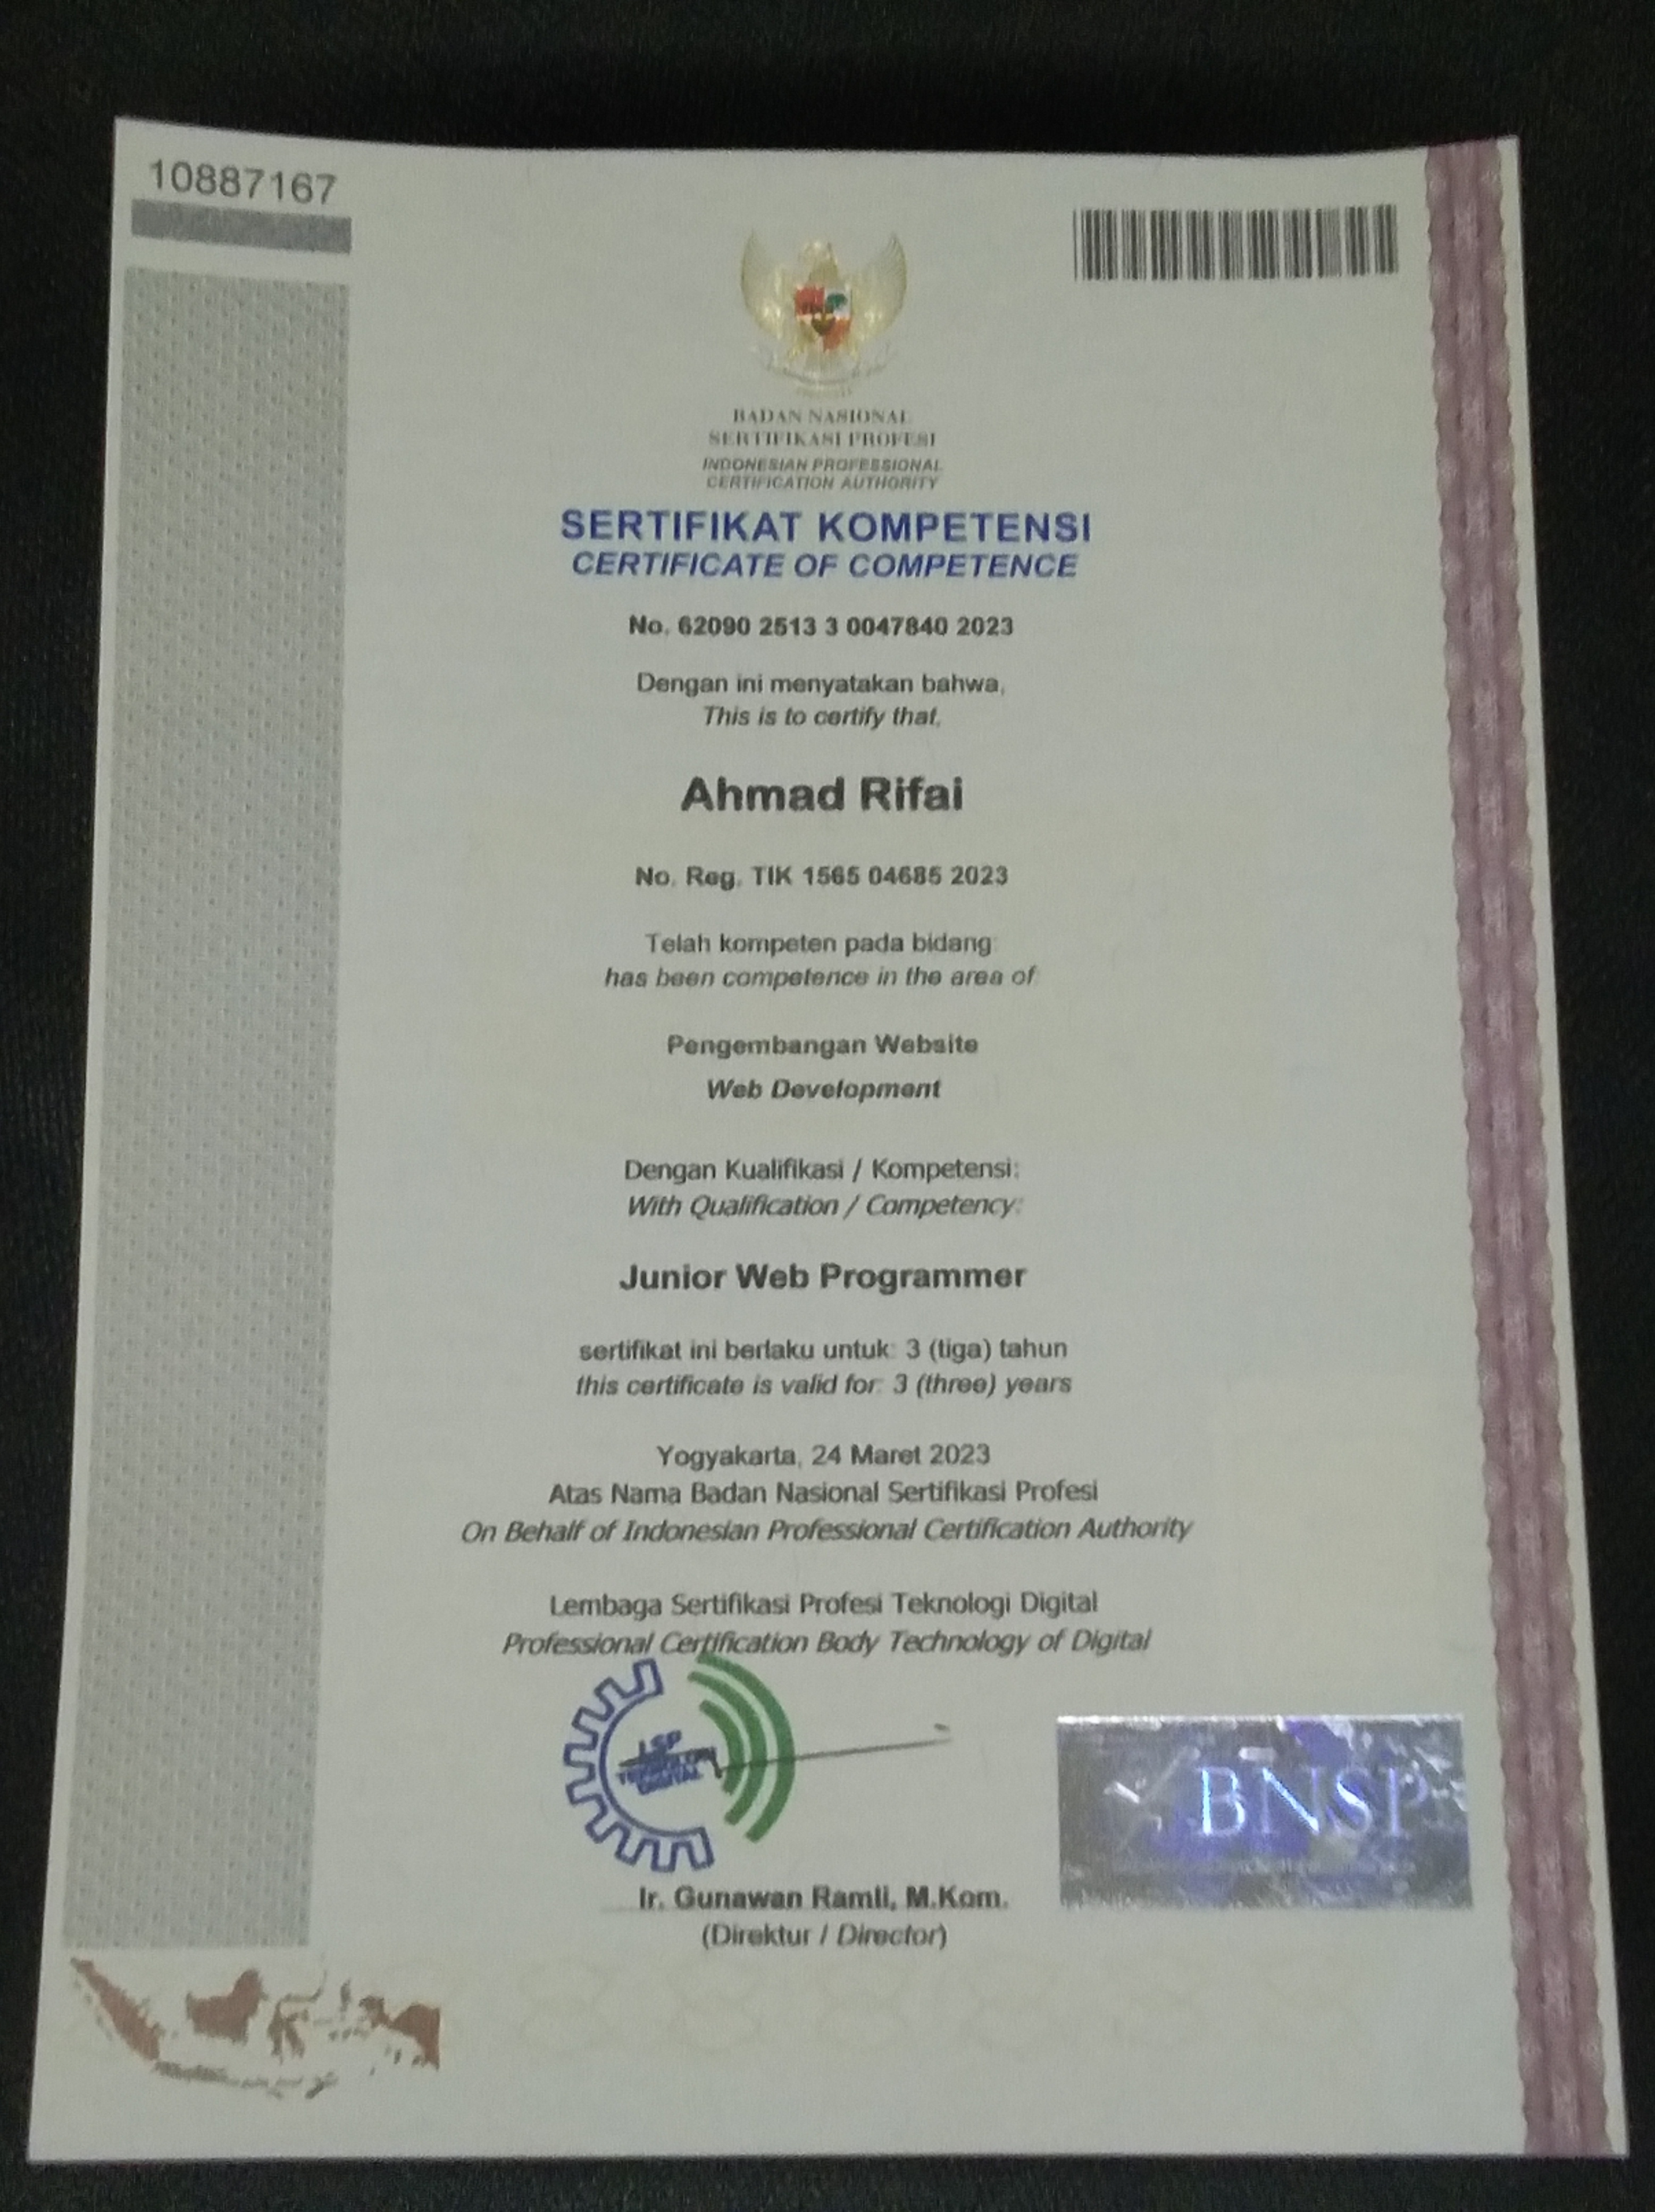 10887167
BADAN NASIONAL
SERTIFIKASI PROFESI
INDONESIAN PROFESSIONAL
CERTIFICATION AUTHORITY
SERTIFIKAT KOMPETENSI
CERTIFICATE OF COMPETENCE
No. 62090 2513 3 0047840 2023
Dengan ini menyatakan bahwa,
This is to certify that,
Ahmad Rifai
No. Reg. TIK 1565 04685 2023
Telah kompeten pada bidang:
has been competence in the area of:
Pengembangan Website
Web Development
Dengan Kualifikasi / Kompetensi:
With Qualification / Competency:
Junior Web Programmer
sertifikat ini berlaku untuk: 3 (tiga) tahun
this certificate is valid for: 3 (three) years
Yogyakarta, 24 Maret 2023
Atas Nama Badan Nasional Sertifikasi Profesi
On Behalf of Indonesian Professional Certification Authority
Lembaga Sertifikasi Profesi Teknologi Digital
Professional Certification Body Technology of Digital
LSP
DIGITAL
BNSP
Ir. Gunawan Ramli, M.Kom.
(Direktur / Director)